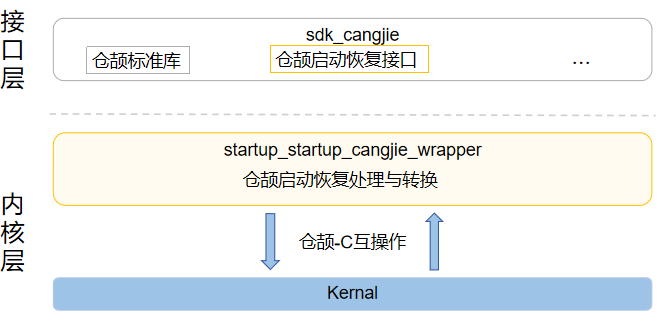 接口层
sdk_cangjie
仓颉标准库
仓颉启动恢复接口
...
内核层
startup_startup_cangjie_wrapper
仓颉启动恢复处理与转换
仓颉-C互操作
Kernal